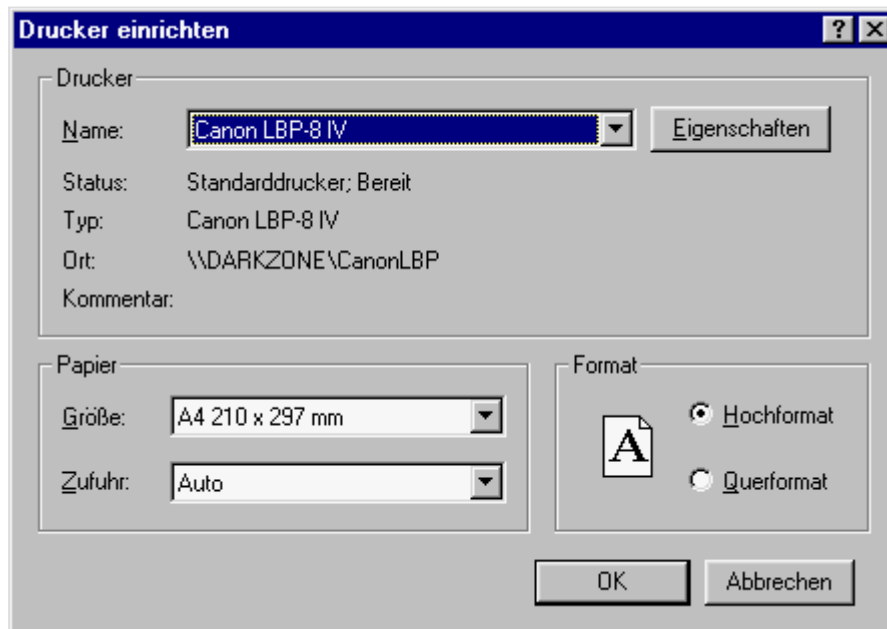 Drucker einrichten
Drucker
Name: Canon LBP-8 IV Eigenschaften
Status: Standarddrucker; Bereit
Typ: Canon LBP-8 IV
Ort: \\DARKZONE\CanonLBP
Kommentar:
Papier
Größe: A4 210 x 297 mm
Zufuhr: Auto
Format
A
Hochformat
Querformat
OK Abbrechen